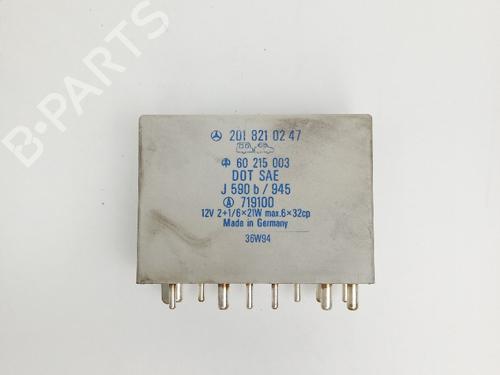 B-PARTS
201 821 02 47
60 215 003
DOT SAE
J 590 b / 945
A 719100
12V 2+1/6×21W max.6×32cp
Made in Germany
36W94